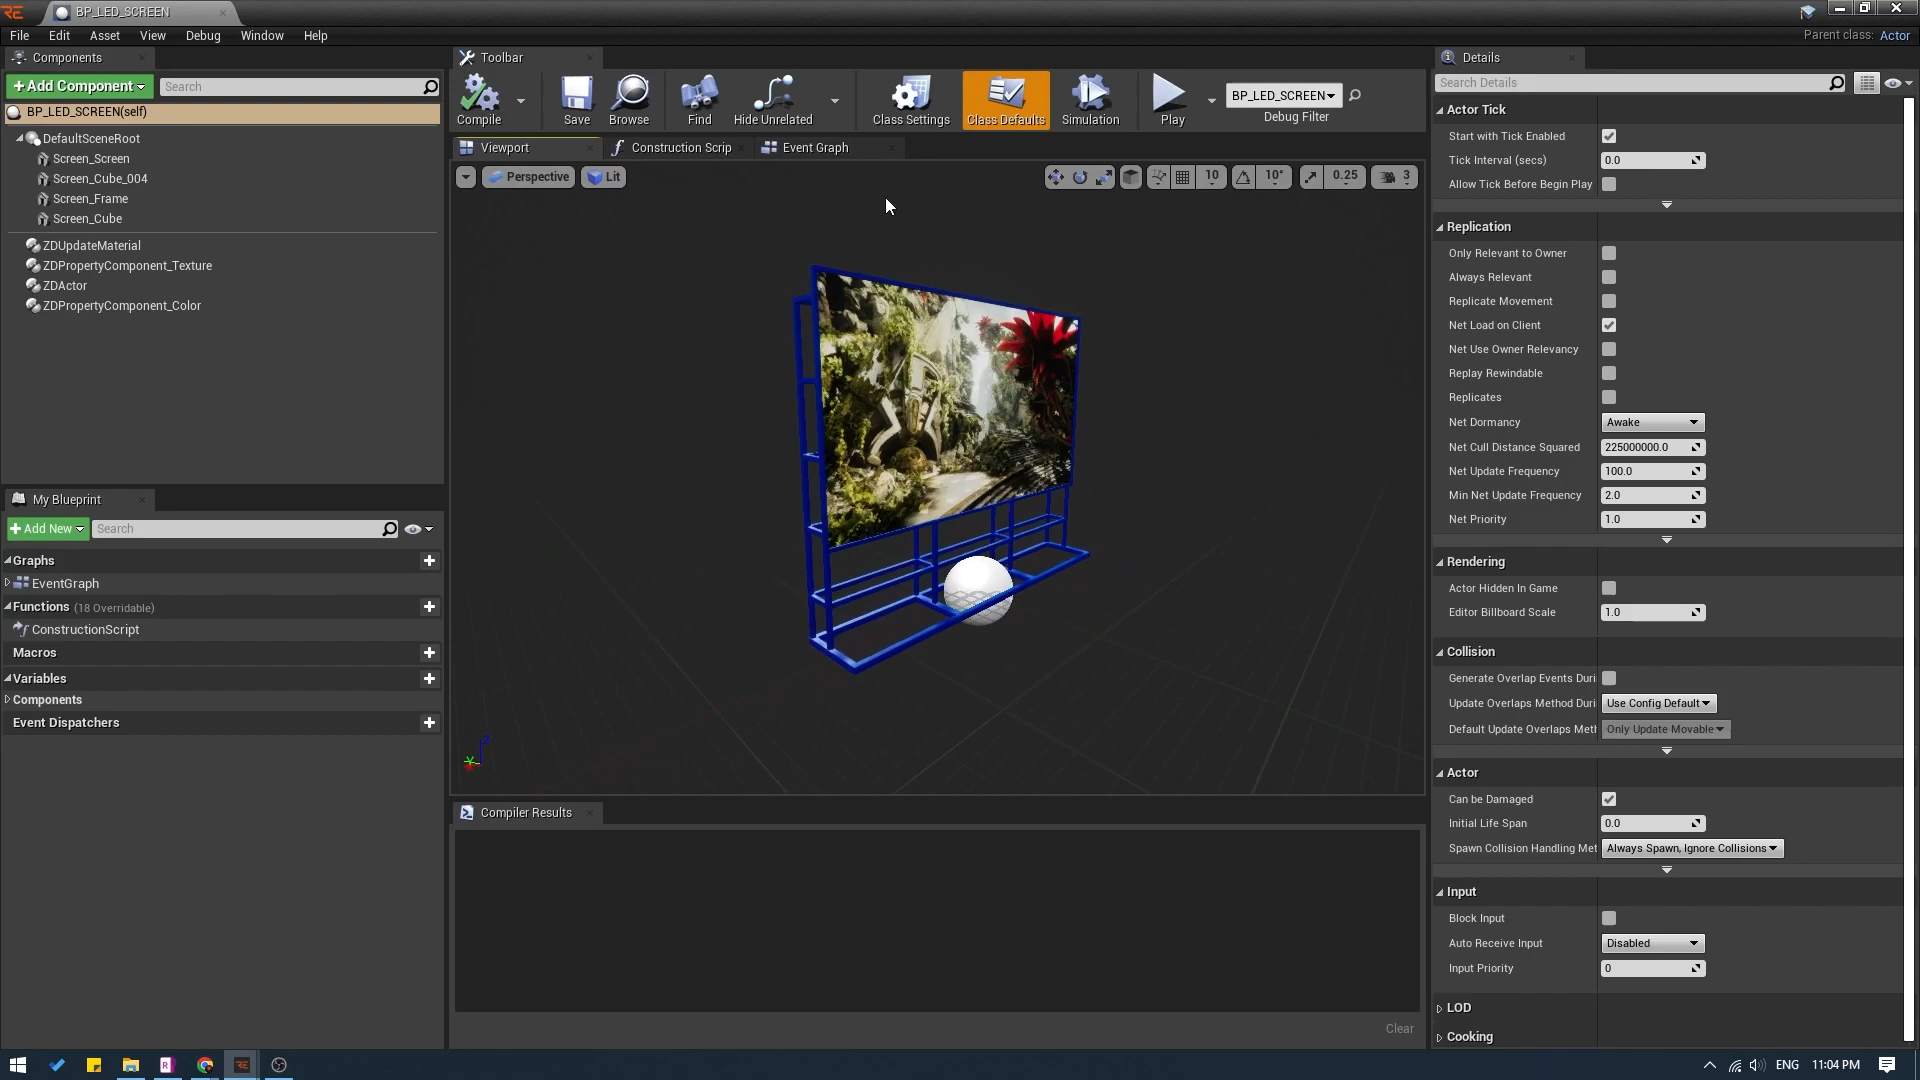 BP_LED_SCREEN
File Edit Asset View Debug Window Help
Parent class: Actor
Components
Add Component
Search
BP_LED_SCREEN(self)
DefaultSceneRoot
Screen_Screen
Screen_Cube_004
Screen_Frame
Screen_Cube
ZDUpdateMaterial
ZDPropertyComponent_Texture
ZDActor
ZDPropertyComponent_Color
My Blueprint
Add New
Search
Graphs
EventGraph
Functions (18 Overridable)
ConstructionScript
Macros
Variables
Components
Event Dispatchers
Toolbar
Compile
Save
Browse
Find
Hide Unrelated
Class Settings
Class Defaults
Simulation
Play
BP_LED_SCREEN
Debug Filter
Viewport
Construction Scrip
Event Graph
Perspective
Lit
10
10°
0.25
3
Z
Compiler Results
Clear
Details
Search Details
Actor Tick
Start with Tick Enabled
Tick Interval (secs) 0.0
Allow Tick Before Begin Play
Replication
Only Relevant to Owner
Always Relevant
Replicate Movement
Net Load on Client
Net Use Owner Relevancy
Replay Rewindable
Replicates
Net Dormancy Awake
Net Cull Distance Squared 225000000.0
Net Update Frequency 100.0
Min Net Update Frequency 2.0
Net Priority 1.0
Rendering
Actor Hidden In Game
Editor Billboard Scale 1.0
Collision
Generate Overlap Events Duri
Update Overlaps Method Duri Use Config Default
Default Update Overlaps Met Only Update Movable
Actor
Can be Damaged
Initial Life Span 0.0
Spawn Collision Handling Met Always Spawn, Ignore Collisions
Input
Block Input
Auto Receive Input Disabled
Input Priority 0
LOD
Cooking
ENG 11:04 PM